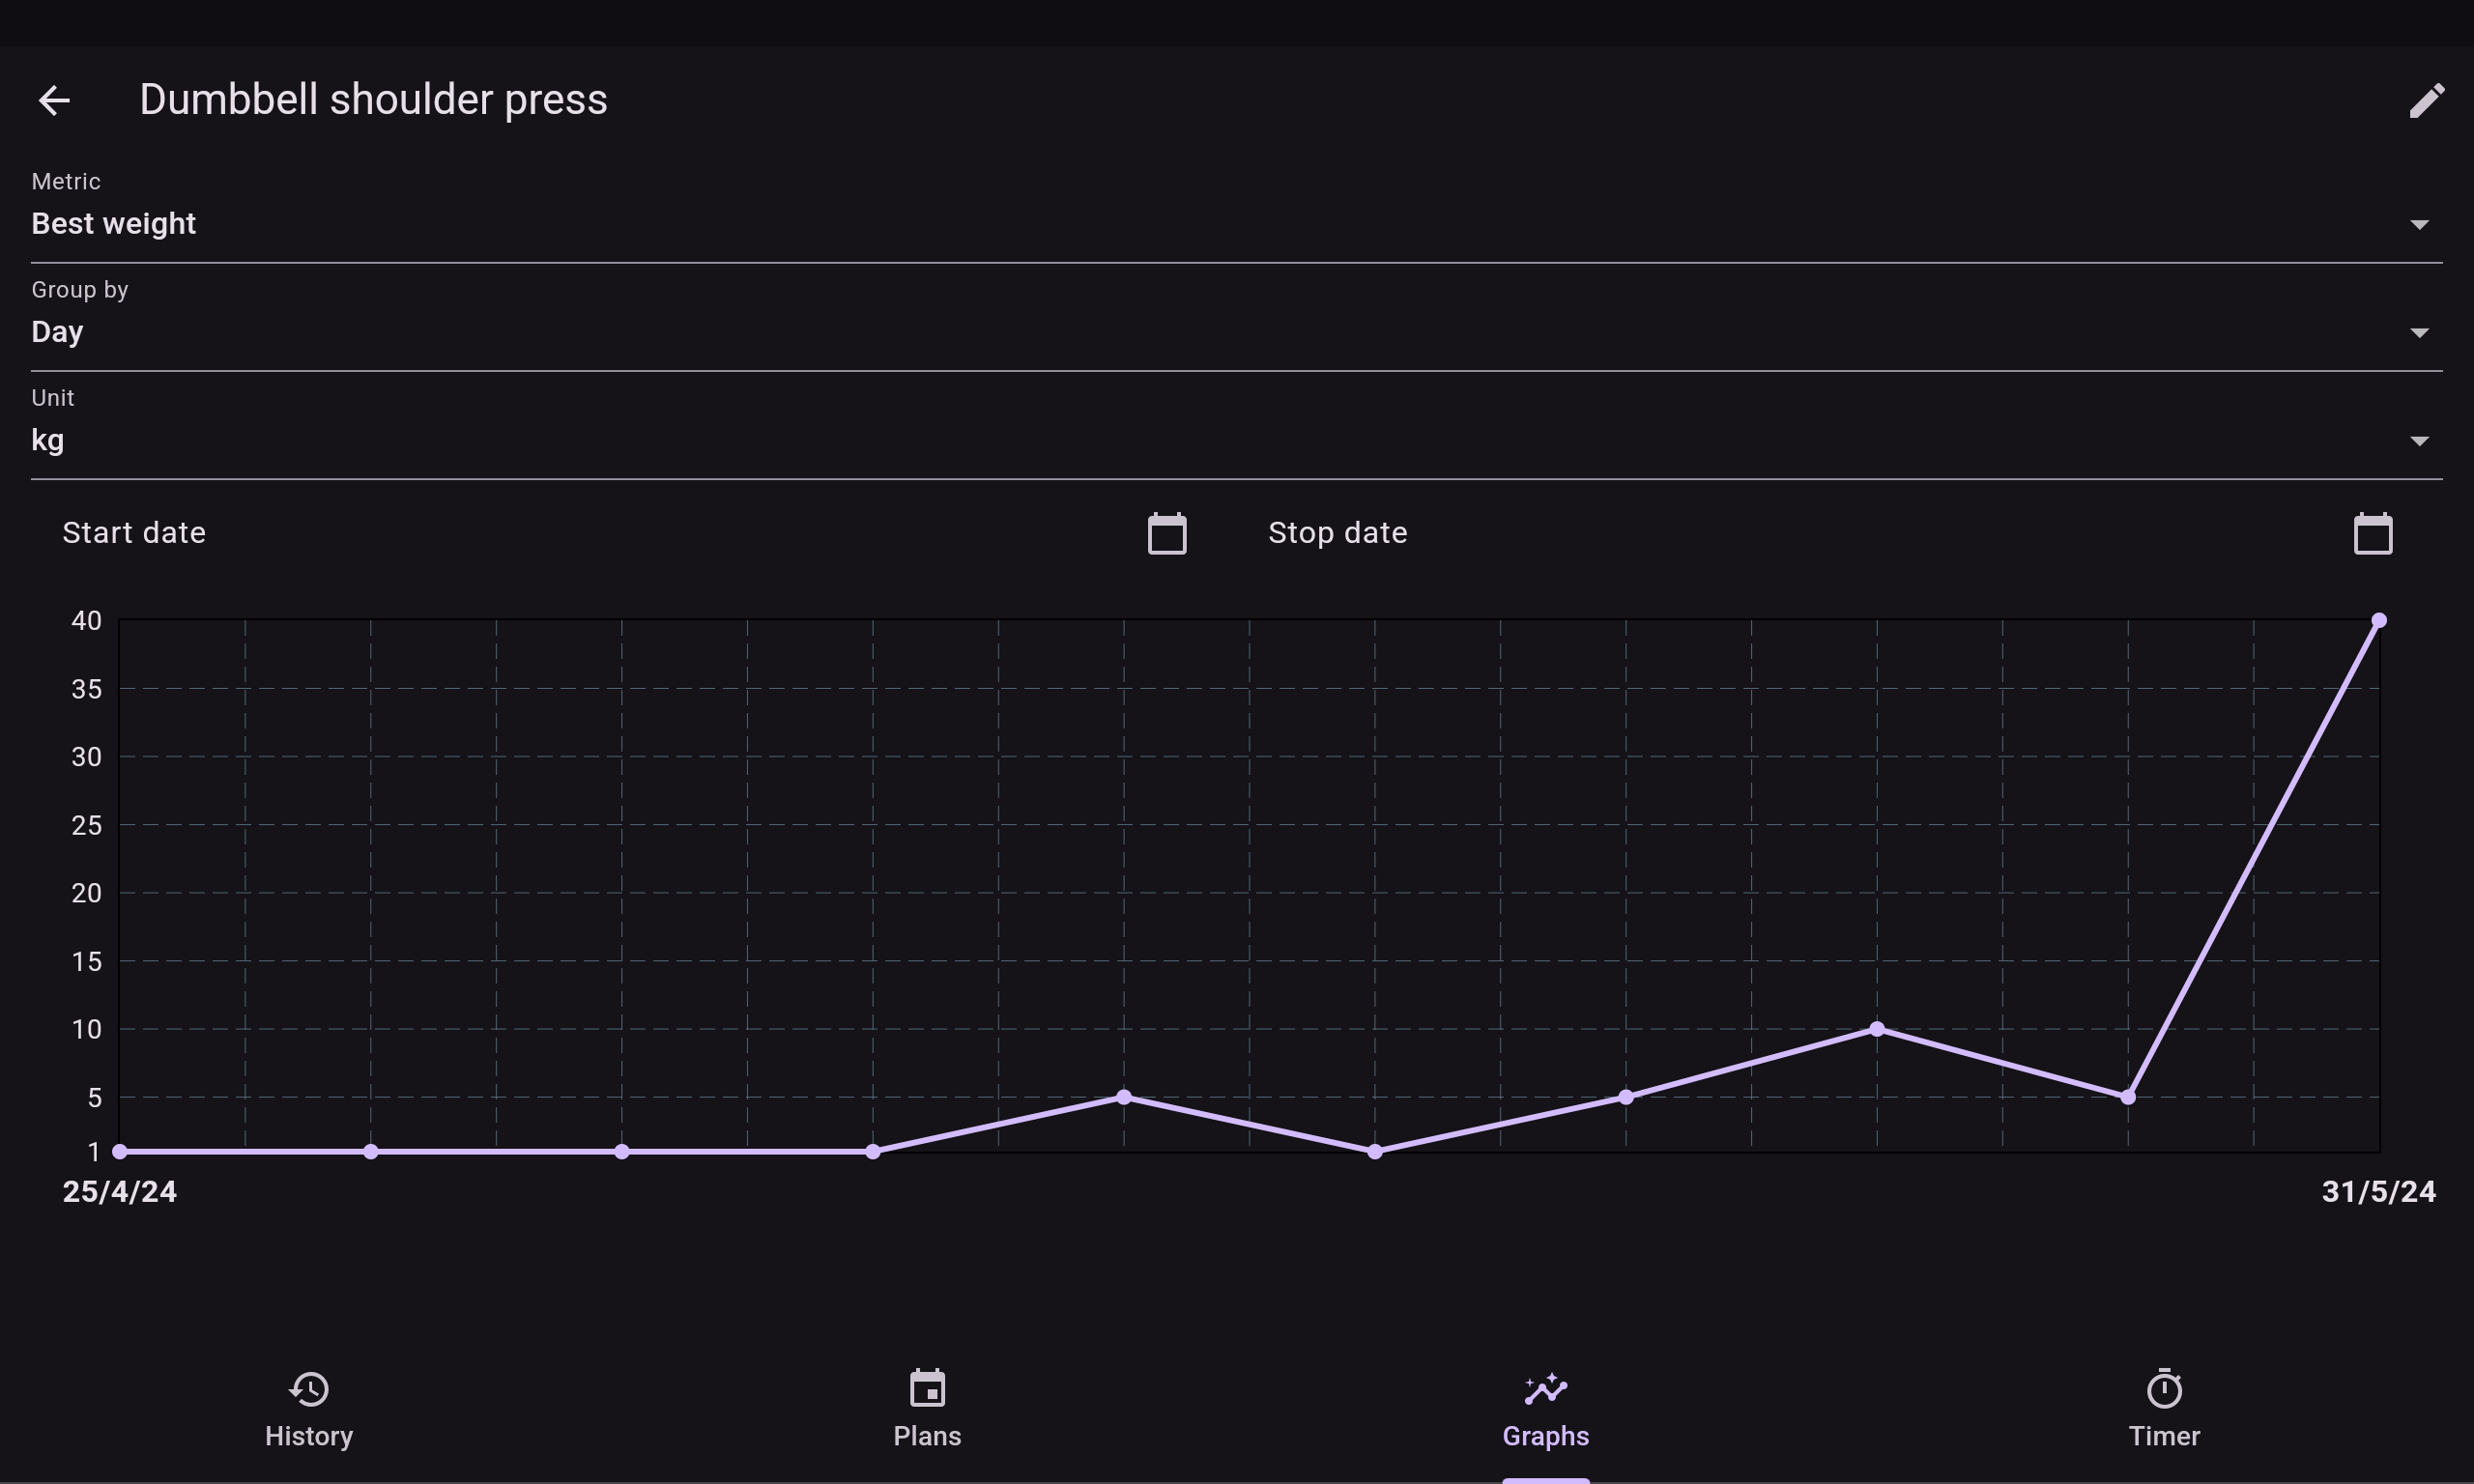 Dumbbell shoulder press
Metric
Best weight
Group by
Day
Unit
kg
Start date
Stop date
40
35
30
25
20
15
10
5
1
25/4/24
31/5/24
History
Plans
Graphs
Timer